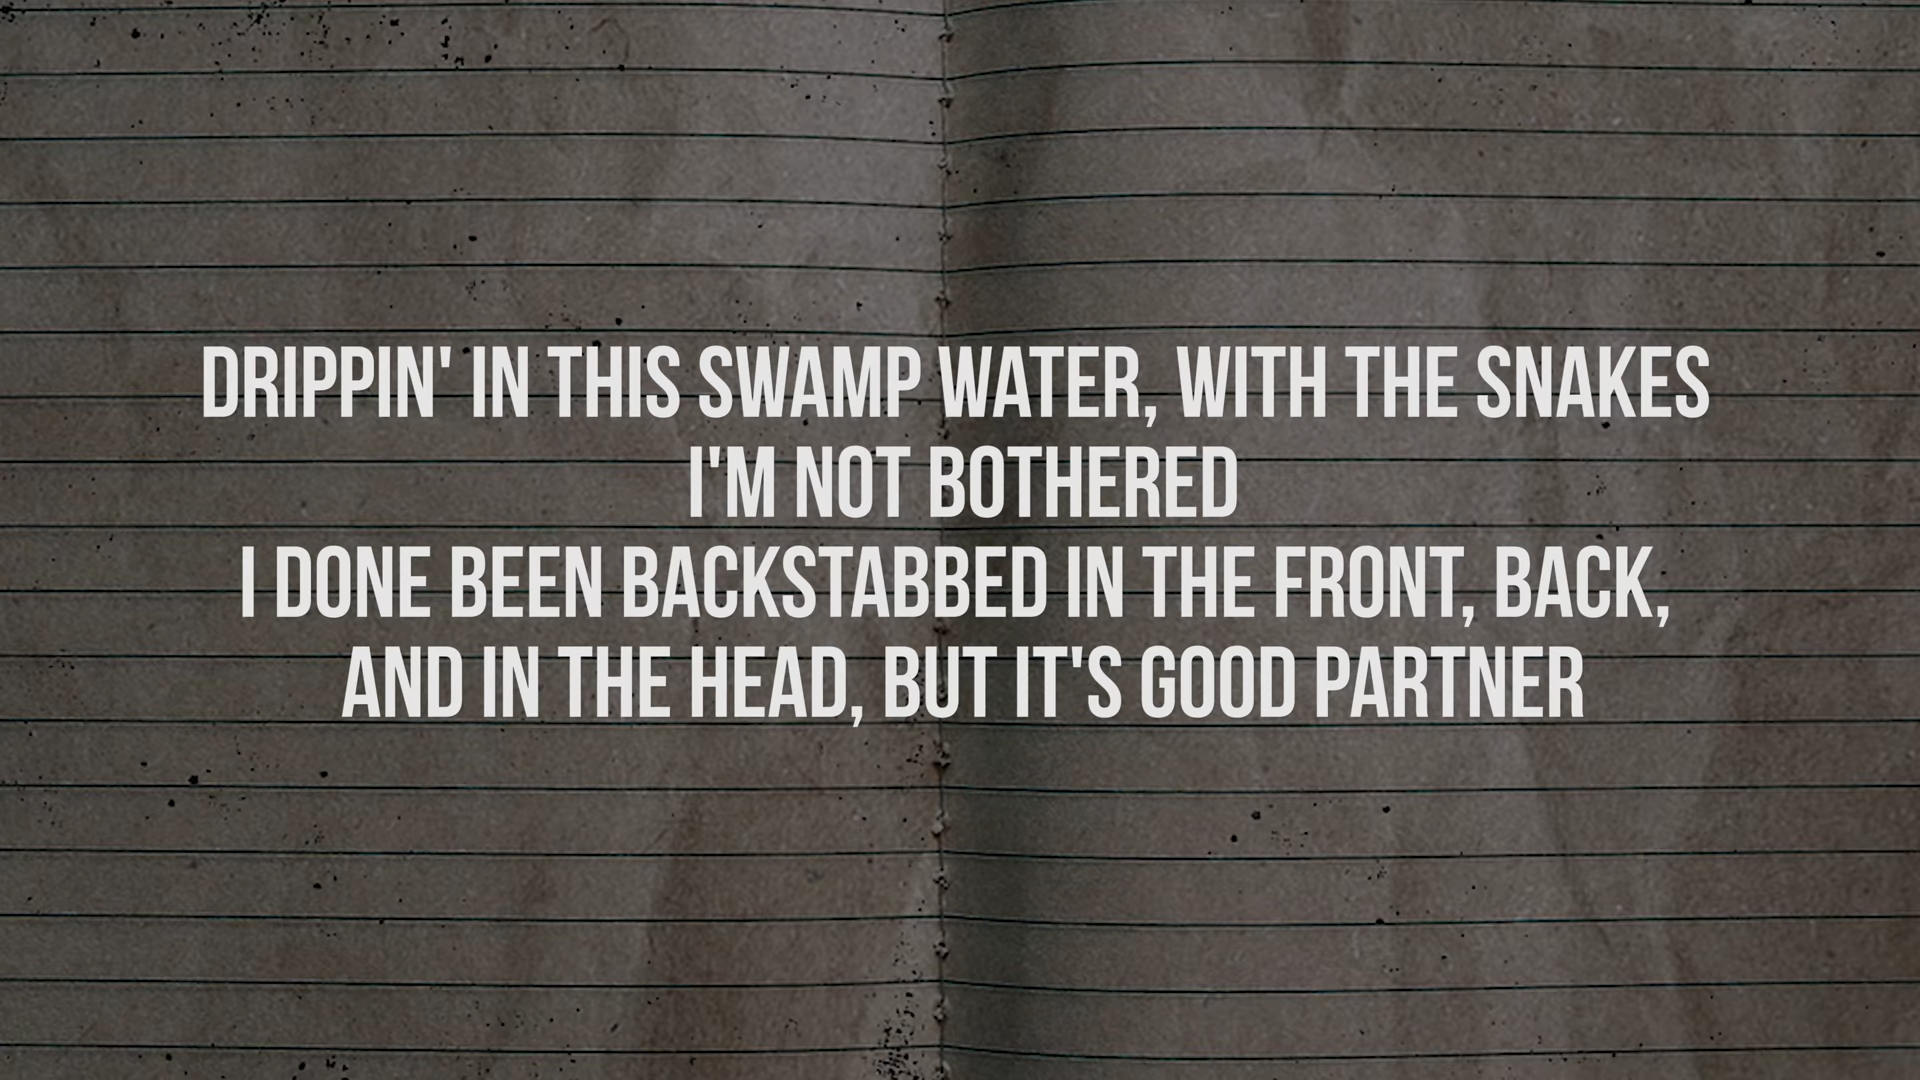 DRIPPIN' IN THIS SWAMP WATER, WITH THE SNAKES
I'M NOT BOTHERED
I DONE BEEN BACKSTABBED IN THE FRONT, BACK,
AND IN THE HEAD, BUT IT'S GOOD PARTNER